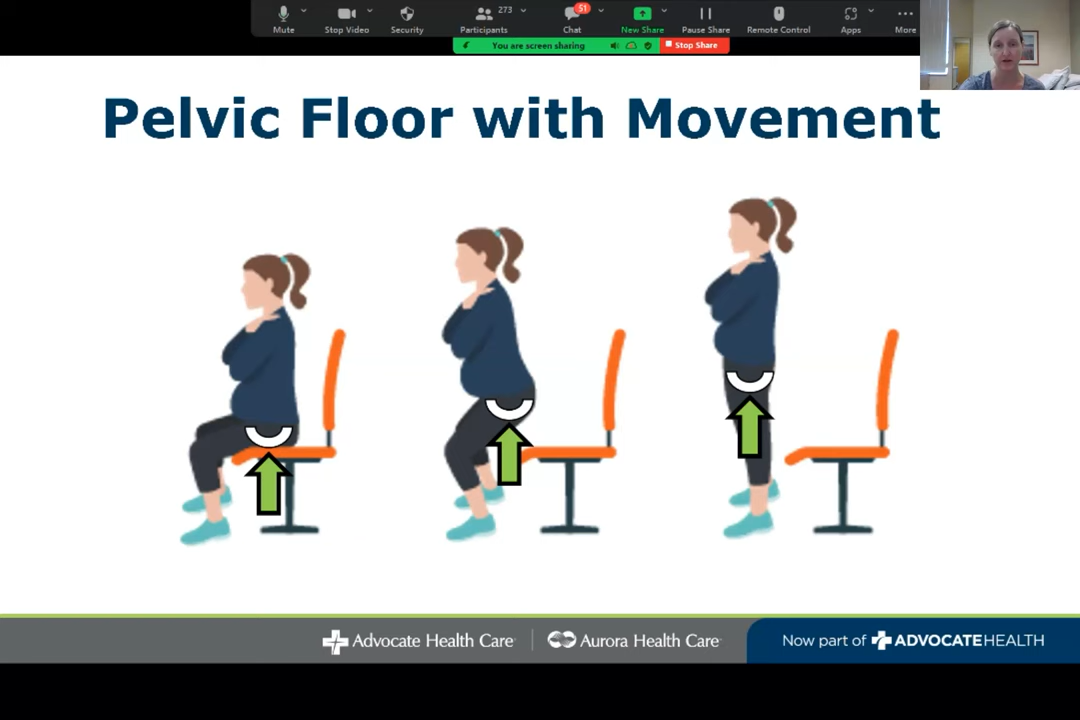 273
51
Mute
Stop Video
Security
Participants
Chat
New Share
Pause Share
Remote Control
Apps
More
You are screen sharing
Stop Share
Pelvic Floor with Movement
Advocate Health Care
Aurora Health Care
Now part of ADVOCATEHEALTH